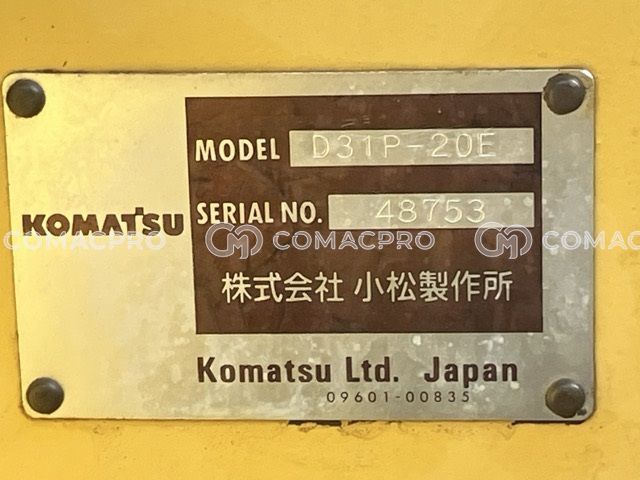 MODEL D31P-20E
KOMATSU
SERIAL NO. 48753
COMACPRO COMACPRO COMAC
株式会社 小松製作所
Komatsu Ltd. Japan
09601-00835